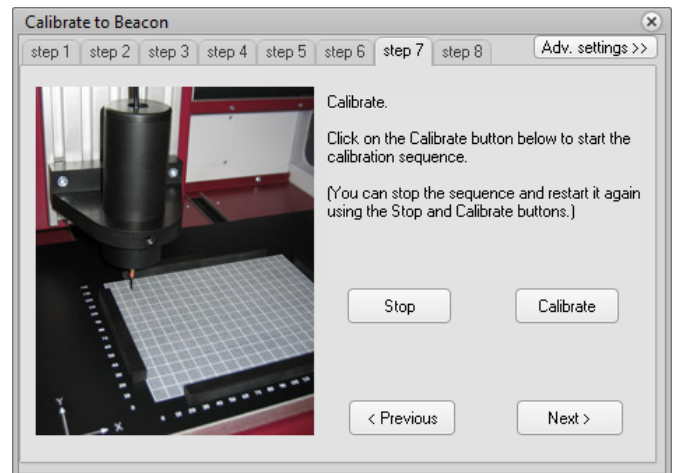 Calibrate to Beacon
step 1 step 2 step 3 step 4 step 5 step 6 step 7 step 8 Adv. settings >>
Calibrate.
Click on the Calibrate button below to start the
calibration sequence.
(You can stop the sequence and restart it again
using the Stop and Calibrate buttons.)
Stop Calibrate
Y
X
< Previous Next >